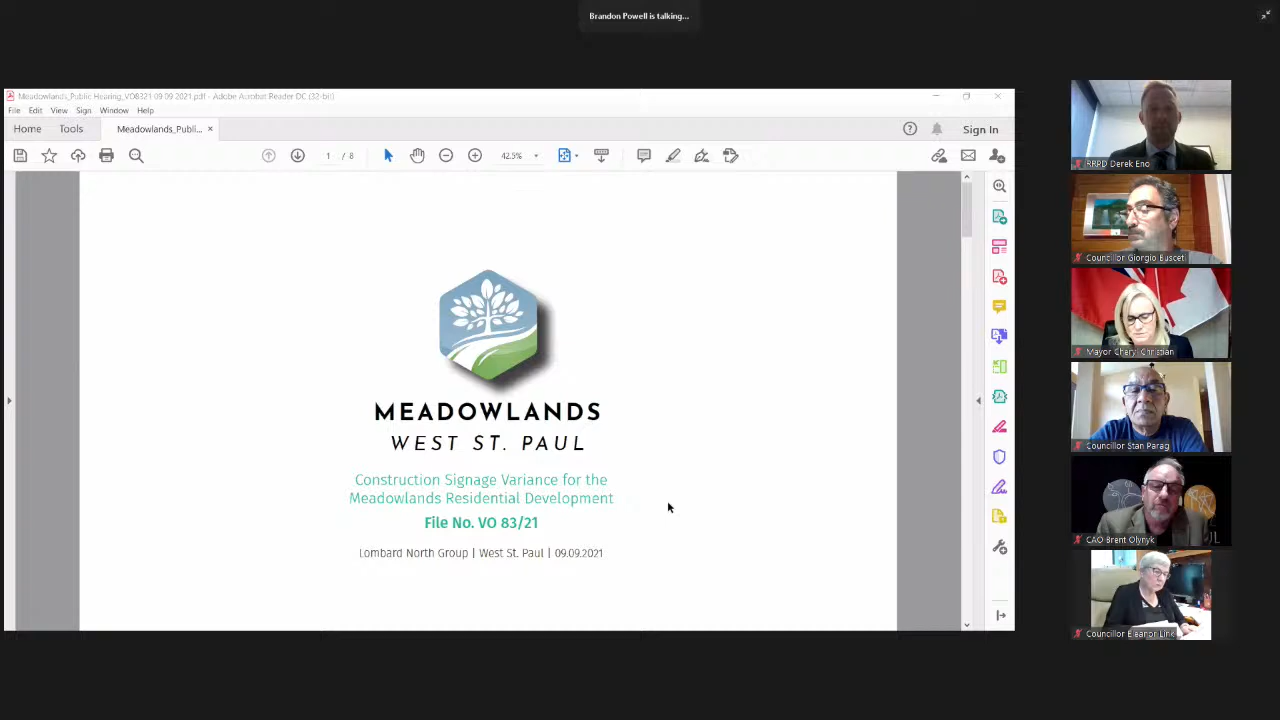 Brandon Powell is talking...
Meadowlands_Public Hearing_VO8321 09 09 2021.pdf - Adobe Acrobat Reader DC (32-bit)
File Edit View Sign Window Help
Home Tools Meadowlands_Publi... × Sign In
1 / 8 42.5%
MEADOWLANDS
WEST ST. PAUL
Construction Signage Variance for the
Meadowlands Residential Development
File No. VO 83/21
Lombard North Group | West St. Paul | 09.09.2021
RRPD Derek Eno
Councillor Giorgio Buscet
Mayor Cheryl Christian
Councillor Stan Parag
CAO Brent Olynyk
Councillor Eleanor Link